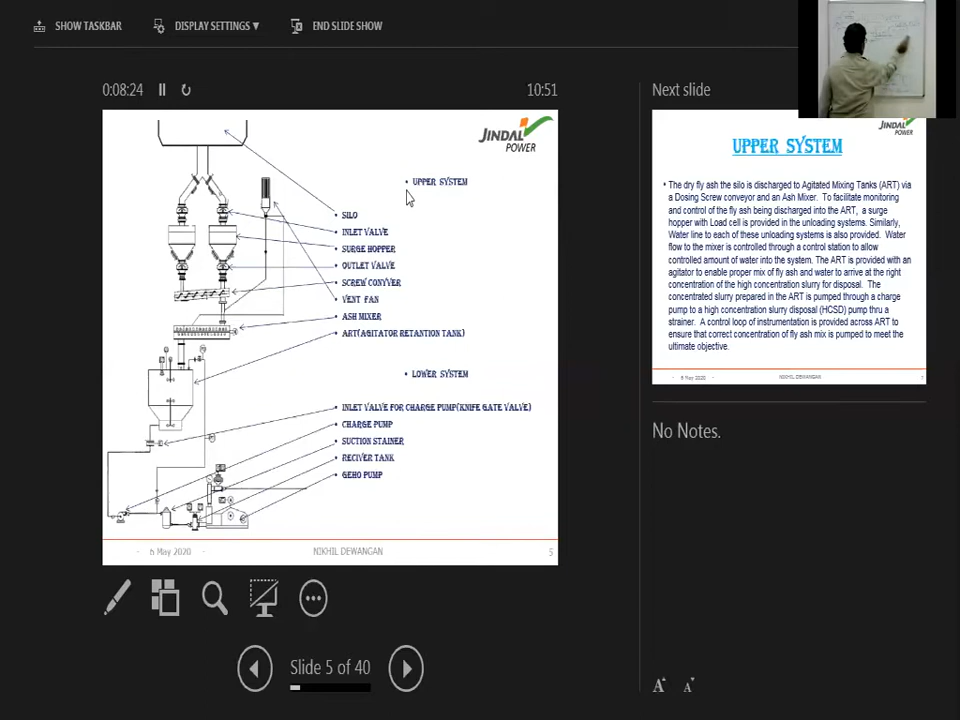 SHOW TASKBAR
DISPLAY SETTINGS ▼
END SLIDE SHOW
0:08:24
10:51
JINDAL
POWER
• UPPER SYSTEM
• SILO
• INLET VALVE
• SURGE HOPPER
• OUTLET VALVE
• SCREW CONYVER
• VENT FAN
• ASH MIXER
• ART(AGITATOR RETANTION TANK)
• LOWER SYSTEM
• INLET VALVE FOR CHARGE PUMP(KNIFE GATE VALVE)
• CHARGE PUMP
• SUCTION STAINER
• RECIVER TANK
• GEHO PUMP
- 6 May 2020 -
NIKHIL DEWANGAN
5
Slide 5 of 40
Next slide
JINDAL
POWER
UPPER SYSTEM
• The dry fly ash the silo is discharged to Agitated Mixing Tanks (ART) via
a Dosing Screw conveyor and an Ash Mixer. To facilitate monitoring
and control of the fly ash being discharged into the ART, a surge
hopper with Load cell is provided in the unloading systems. Similarly,
Water line to each of these unloading systems is also provided. Water
flow to the mixer is controlled through a control station to allow
controlled amount of water into the system. The ART is provided with an
agitator to enable proper mix of fly ash and water to arrive at the right
concentration of the high concentration slurry for disposal. The
concentrated slurry prepared in the ART is pumped through a charge
pump to a high concentration slurry disposal (HCSD) pump thru a
strainer. A control loop of instrumentation is provided across ART to
ensure that correct concentration of fly ash mix is pumped to meet the
ultimate objective.
- 6 May 2020 -
NIKHIL DEWANGAN
No Notes.
A A